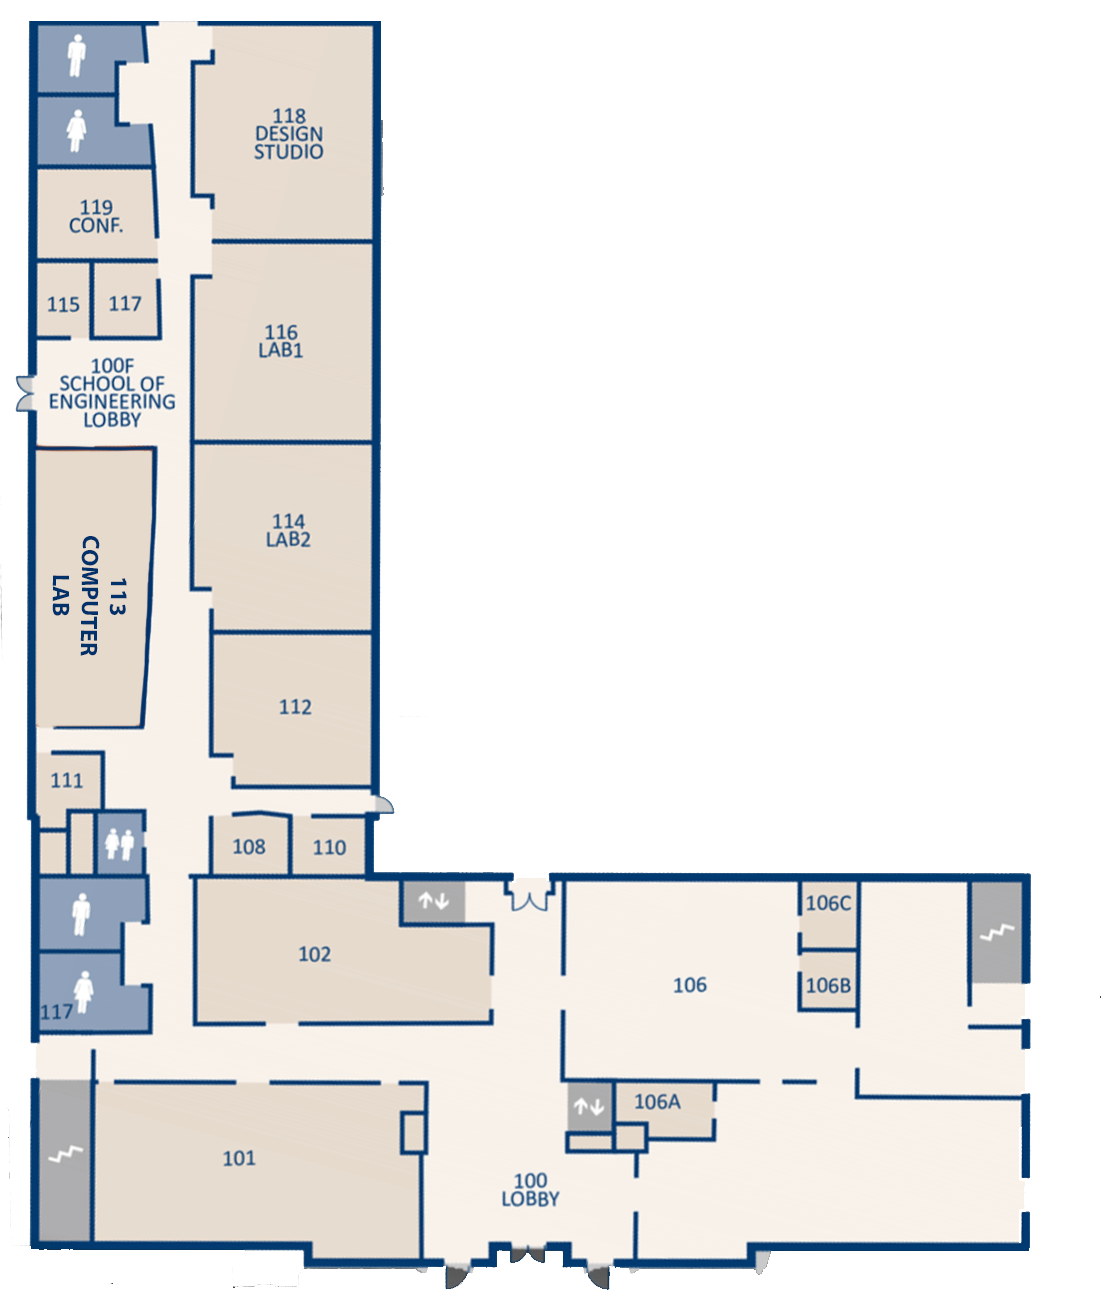 118
DESIGN
STUDIO
119
CONF.
115
117
116
LAB1
100F
SCHOOL OF
ENGINEERING
LOBBY
114
LAB2
113
COMPUTER
LAB
112
111
108
110
102
106C
106B
106
117
106A
101
100
LOBBY